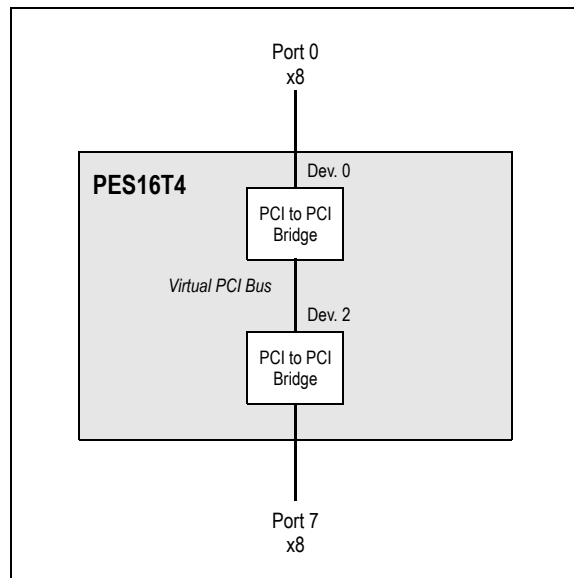 Port 0
x8
Dev. 0
PES16T4
PCI to PCI
Bridge
Virtual PCI Bus
Dev. 2
PCI to PCI
Bridge
Port 7
x8